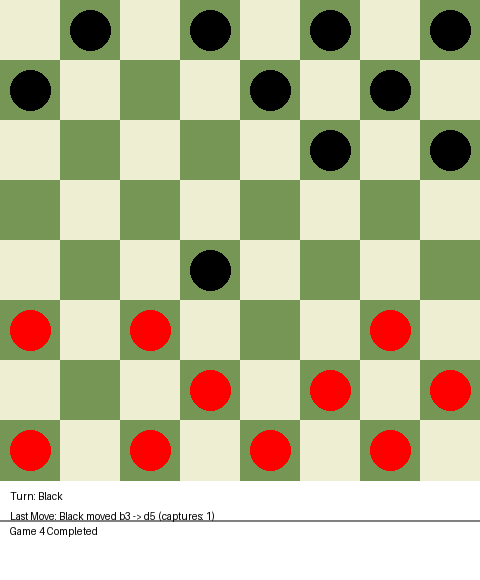 Turn: Black
Last Move: Black moved b3 -> d5 (captures: 1)
Game 4 Completed